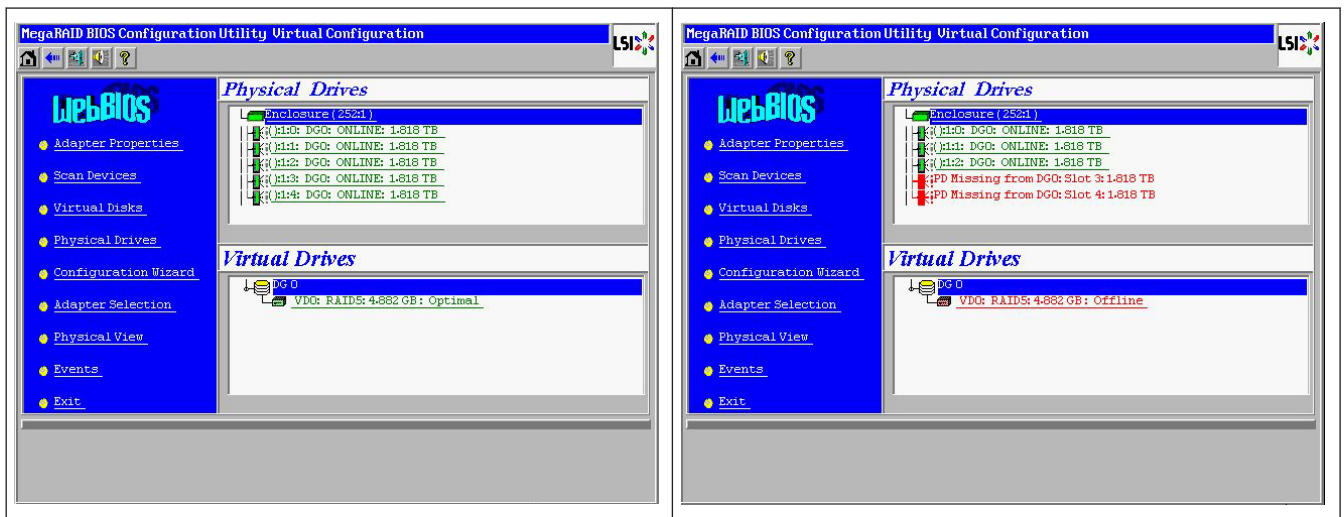 MegaRAID BIOS Configuration Utility Virtual Configuration
LSI
WebBIOS
Adapter Properties
Scan Devices
Virtual Disks
Physical Drives
Configuration Wizard
Adapter Selection
Physical View
Events
Exit
Physical Drives
Enclosure (252:1)
():1:0: DG0: ONLINE: 1.818 TB
():1:1: DG0: ONLINE: 1.818 TB
():1:2: DG0: ONLINE: 1.818 TB
():1:3: DG0: ONLINE: 1.818 TB
():1:4: DG0: ONLINE: 1.818 TB
Virtual Drives
DG 0
VD0: RAID5: 4.882 GB: Optimal
MegaRAID BIOS Configuration Utility Virtual Configuration
LSI
WebBIOS
Adapter Properties
Scan Devices
Virtual Disks
Physical Drives
Configuration Wizard
Adapter Selection
Physical View
Events
Exit
Physical Drives
Enclosure (252:1)
():1:0: DG0: ONLINE: 1.818 TB
():1:1: DG0: ONLINE: 1.818 TB
():1:2: DG0: ONLINE: 1.818 TB
PD Missing from DG0: Slot 3: 1.818 TB
PD Missing from DG0: Slot 4: 1.818 TB
Virtual Drives
DG 0
VD0: RAID5: 4.882 GB: Offline